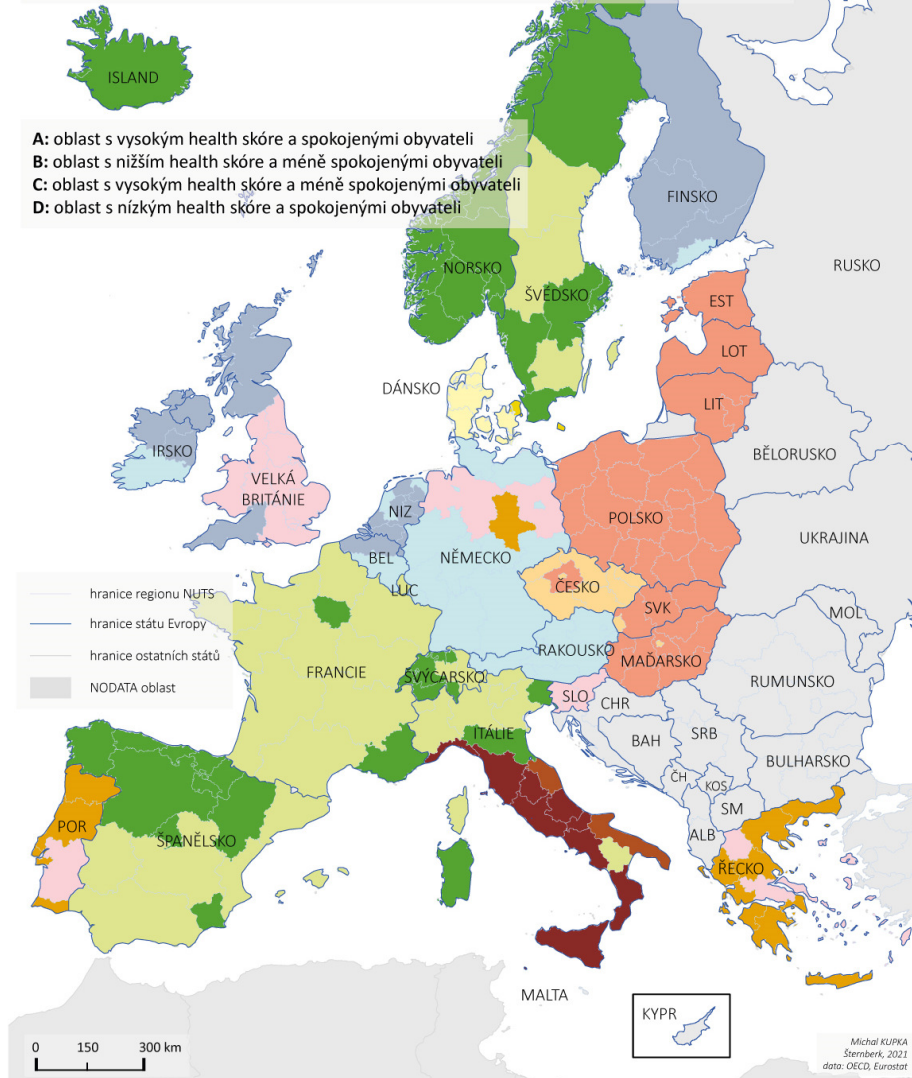 ISLAND
A: oblast s vysokým health skóre a spokojenými obyvateli
B: oblast s nižším health skóre a méně spokojenými obyvateli
C: oblast s vysokým health skóre a méně spokojenými obyvateli
D: oblast s nízkým health skóre a spokojenými obyvateli
FINSKO
NORSKO
RUSKO
ŠVÉDSKO
EST
LOT
DÁNSKO
LIT
IRSKO
BĚLORUSKO
VELKÁ
BRITÁNIE
NIZ
POLSKO
UKRAJINA
BEL
NĚMECKO
LUC
ČESKO
hranice regionu NUTS
SVK
MOL
hranice státu Evropy
RAKOUSKO
MAĎARSKO
hranice ostatních států
FRANCIE
ŠVÝCARSKO
RUMUNSKO
NODATA oblast
SLO
CHR
ITÁLIE
BAH
SRB
BULHARSKO
ČH
KOS
SM
POR
ŠPANĚLSKO
ALB
ŘECKO
MALTA
KYPR
0 150 300 km
Michal KUPKA
Šternberk, 2021
data: OECD, Eurostat